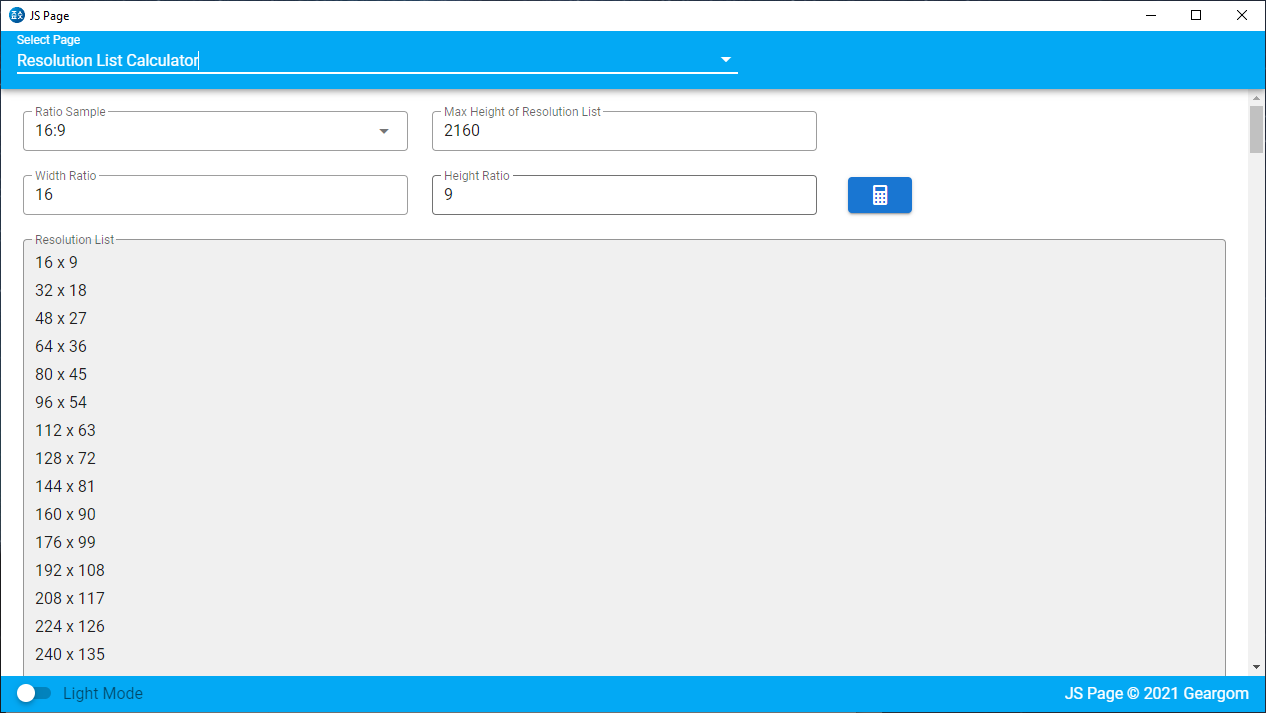 JS Page
Select Page
Resolution List Calculator
Ratio Sample
16:9
Max Height of Resolution List
2160
Width Ratio
16
Height Ratio
9
Resolution List
16 x 9
32 x 18
48 x 27
64 x 36
80 x 45
96 x 54
112 x 63
128 x 72
144 x 81
160 x 90
176 x 99
192 x 108
208 x 117
224 x 126
240 x 135
Light Mode
JS Page © 2021 Geargom